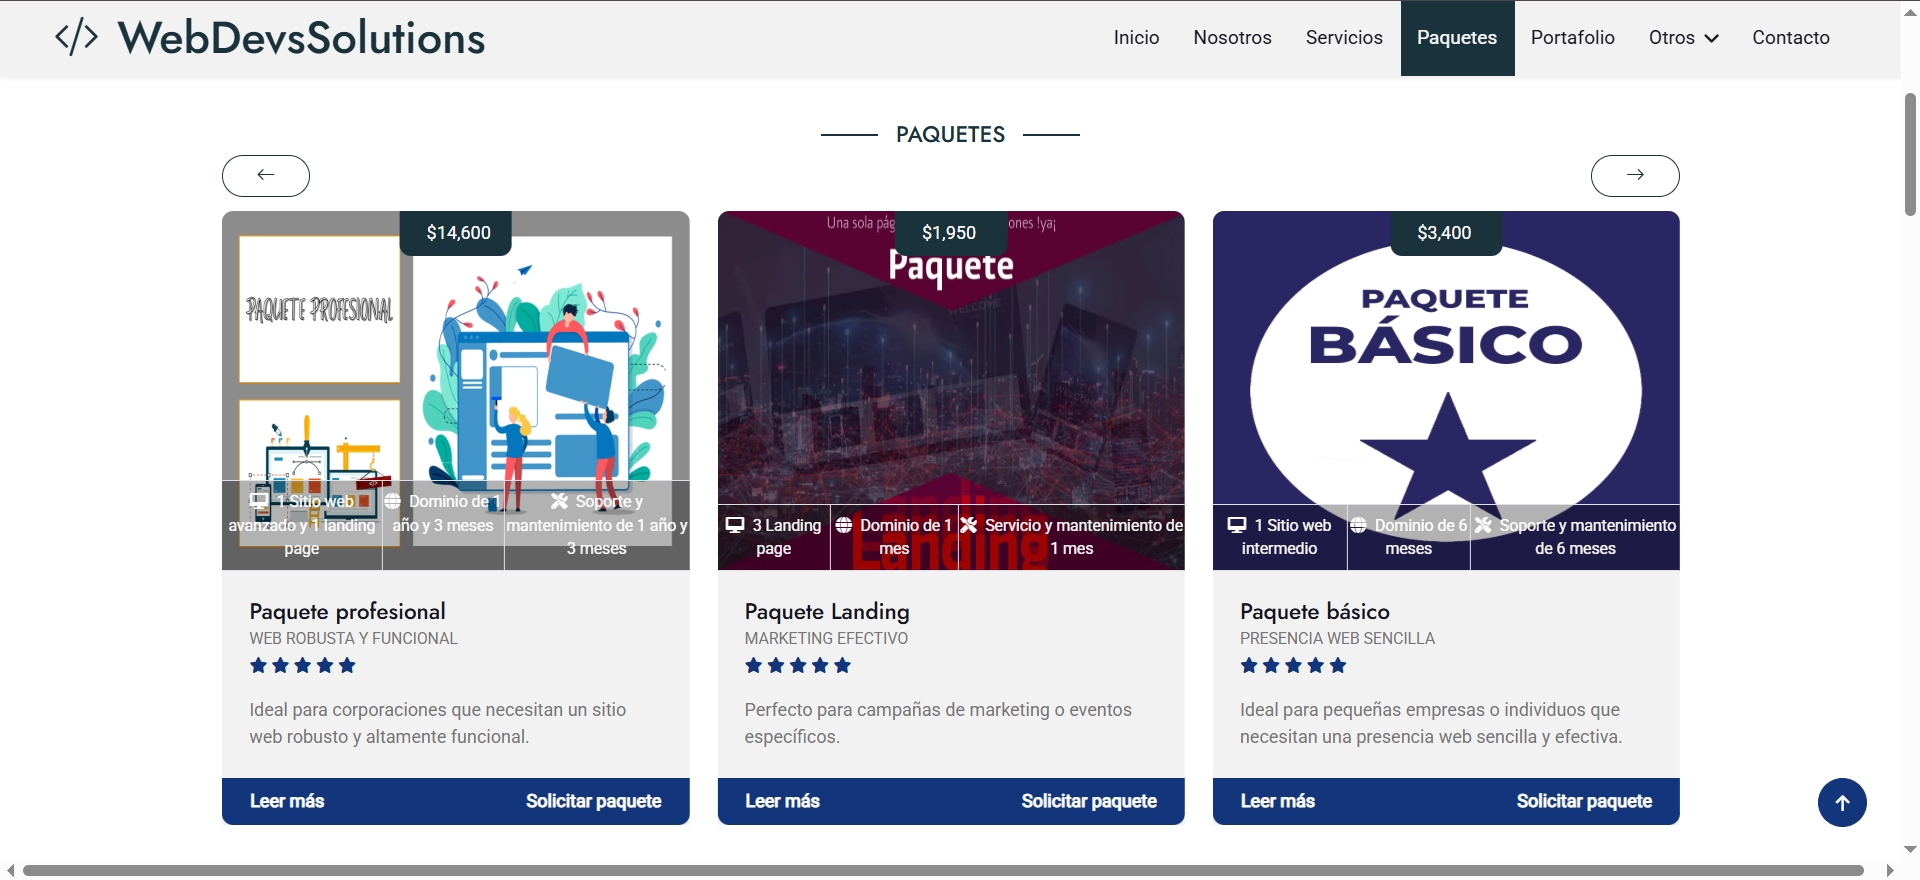 </> WebDevsSolutions
Inicio Nosotros Servicios Paquetes Portafolio Otros Contacto
PAQUETES
$14,600
PAQUETE PROFESIONAL
1 Sitio web
avanzado y 1 landing
page
Dominio de 1
año y 3 meses
Soporte y
mantenimiento de 1 año y
3 meses
Paquete profesional
WEB ROBUSTA Y FUNCIONAL
Ideal para corporaciones que necesitan un sitio
web robusto y altamente funcional.
Leer más Solicitar paquete
Una sola pág
ones !ya¡
$1,950
Paquete
WELCOME
Landing
3 Landing
page
Dominio de 1
mes
Servicio y mantenimiento de
1 mes
Paquete Landing
MARKETING EFECTIVO
Perfecto para campañas de marketing o eventos
específicos.
Leer más Solicitar paquete
$3,400
PAQUETE
BÁSICO
1 Sitio web
intermedio
Dominio de 6
meses
Soporte y mantenimiento
de 6 meses
Paquete básico
PRESENCIA WEB SENCILLA
Ideal para pequeñas empresas o individuos que
necesitan una presencia web sencilla y efectiva.
Leer más Solicitar paquete